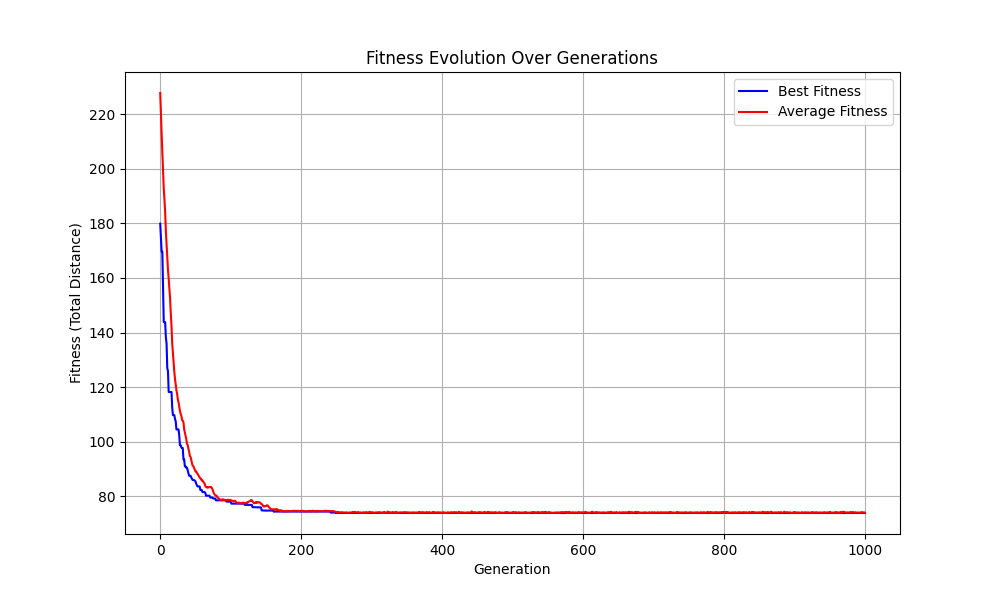 Fitness Evolution Over Generations
Best Fitness
Average Fitness
Fitness (Total Distance)
220
200
180
160
140
120
100
80
0 200 400 600 800 1000
Generation